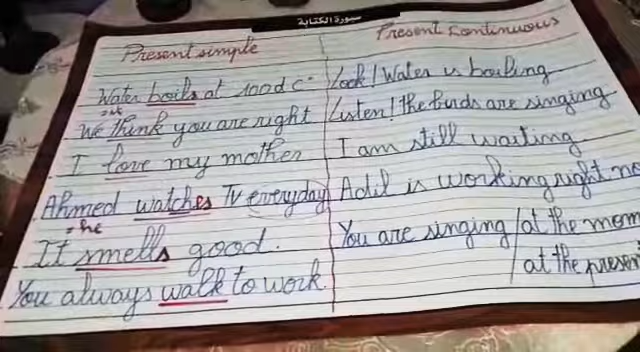 سبورة الكتابة
Present simple
Water boils at 100d c°
We think you are right
I love my mother
Ahmed watches TV everyday
= he
It smells good.
You always walk to work.
Present continuous
Look! Water is boiling
Listen! the birds are singing
I am still waiting
Adil is working right
You are singing / at the
at the